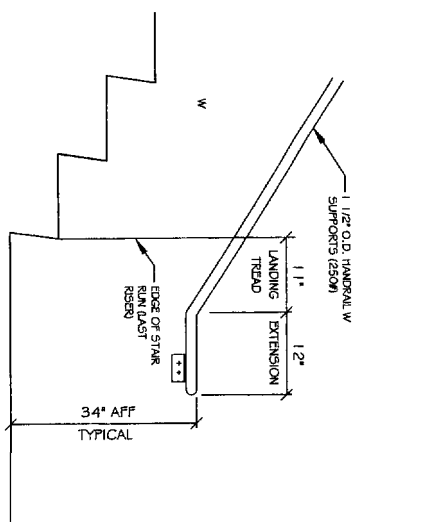 W
1 1/2" O.D. HANDRAIL W
SUPPORTS (250#)
11"
LANDING
TREAD
12"
EXTENSION
EDGE OF STAIR
RUN (LAST
RISER)
34" AFF
TYPICAL